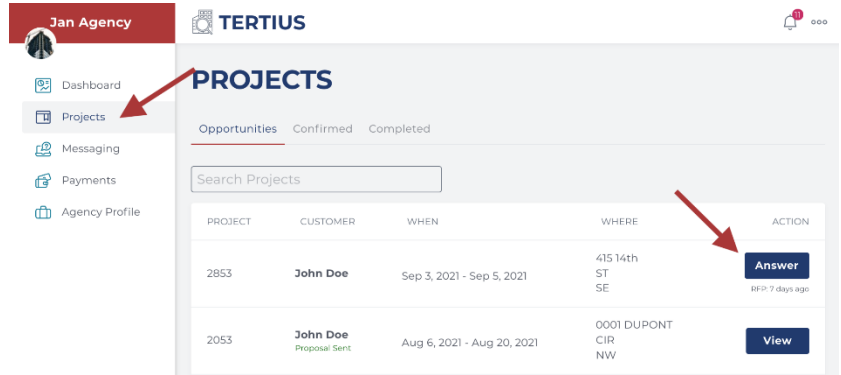 Jan Agency
TERTIUS
11
Dashboard
Projects
Messaging
Payments
Agency Profile
PROJECTS
Opportunities Confirmed Completed
Search Projects
PROJECT CUSTOMER WHEN WHERE ACTION
2853 John Doe Sep 3, 2021 - Sep 5, 2021
415 14th
ST
SE
Answer
RFP: 7 days ago
2053
John Doe
Proposal Sent
Aug 6, 2021 - Aug 20, 2021
0001 DUPONT
CIR
NW
View